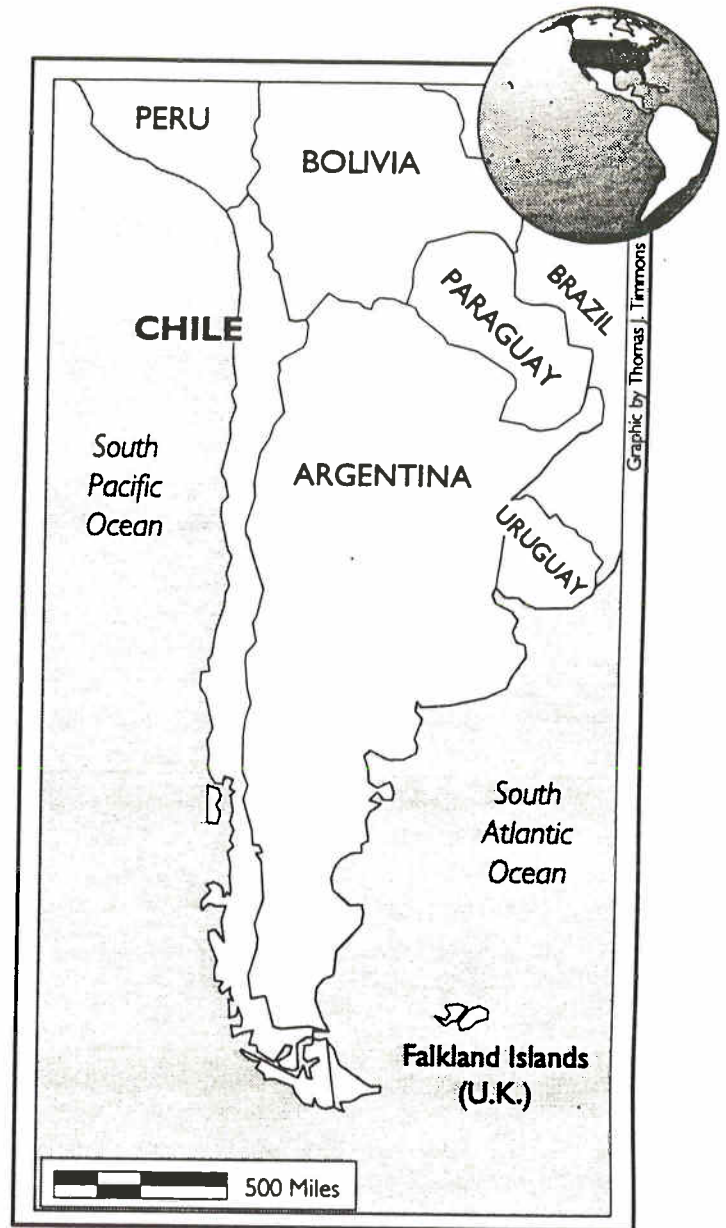 PERU
BOLIVIA
BRAZIL
PARAGUAY
CHILE
South
Pacific
Ocean
ARGENTINA
URUGUAY
South
Atlantic
Ocean
Falkland Islands
(U.K.)
500 Miles
Graphic by Thomas J. Timmons